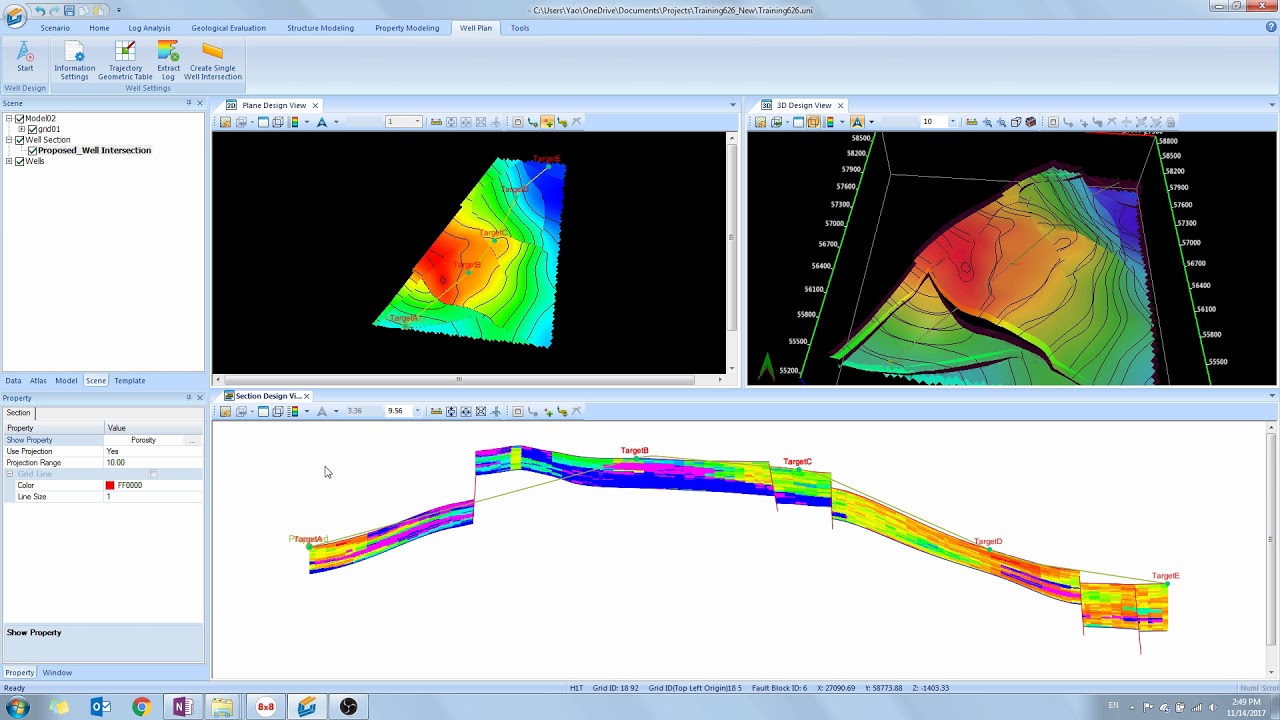 - C:\Users\Yao\OneDrive\Documents\Projects\Training626_New\Training626.uni
Scenario Home Log Analysis Geological Evaluation Structure Modeling Property Modeling Well Plan Tools
Start
Information Settings
Trajectory Geometric Table
Extract Log
Create Single Well Intersection
Well Design
Well Settings
Scene
Model02
grid01
Well Section
Proposed_Well Intersection
Wells
Data Atlas Model Scene Template
Property
Section
Property Value
Show Property Porosity ...
Use Projection Yes
Projection Range 10.00
Grid Line
Color FF0000
Line Size 1
Show Property
Property Window
2D Plane Design View
1
TargetE
TargetD
TargetC
TargetB
TargetA
3D 3D Design View
10
58500
58200
57900
57600
57300
57000
56700
56400
56100
55800
55500
55200
58800
58500
58200
57900
57600
57300
57000
56700
56400
56100
55800
55500
Section Design Vi...
3.36 9.56
TargetA
TargetB
TargetC
TargetD
TargetE
Ready
H1T Grid ID: 18 92 Grid ID(Top Left Origin)18 5 Fault Block ID: 6 X: 27090.69 Y: 58773.88 Z: -1403.33
Num Scrol
8x8
EN
2:49 PM
11/14/2017